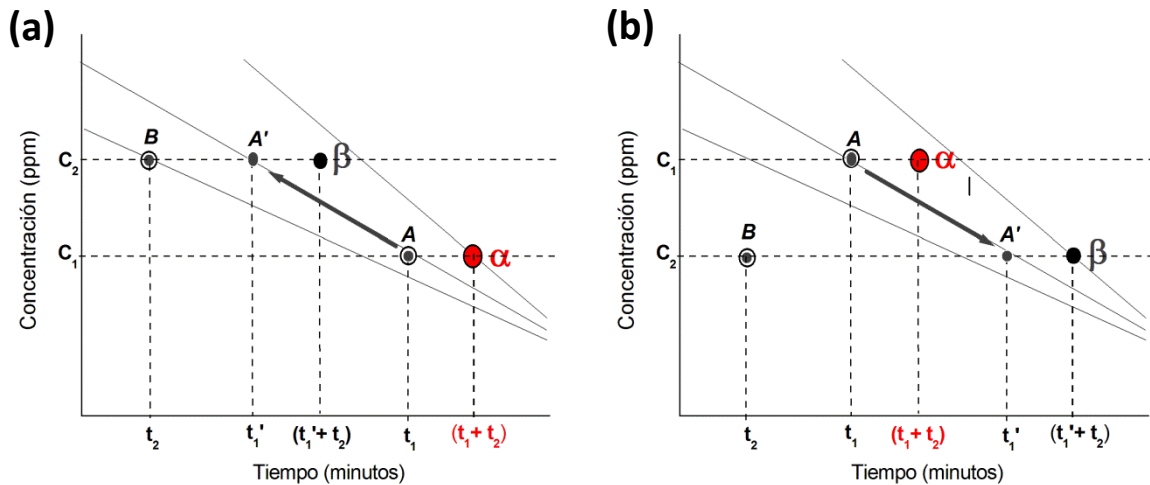 (a)
Concentración (ppm)
C₂
C₁
B
A'
β
A
α
t₂
t₁'
(t₁'+ t₂)
t₁
(t₁+ t₂)
Tiempo (minutos)
(b)
Concentración (ppm)
C₁
C₂
A
α
B
A'
β
t₂
t₁
(t₁+ t₂)
t₁'
(t₁'+ t₂)
Tiempo (minutos)